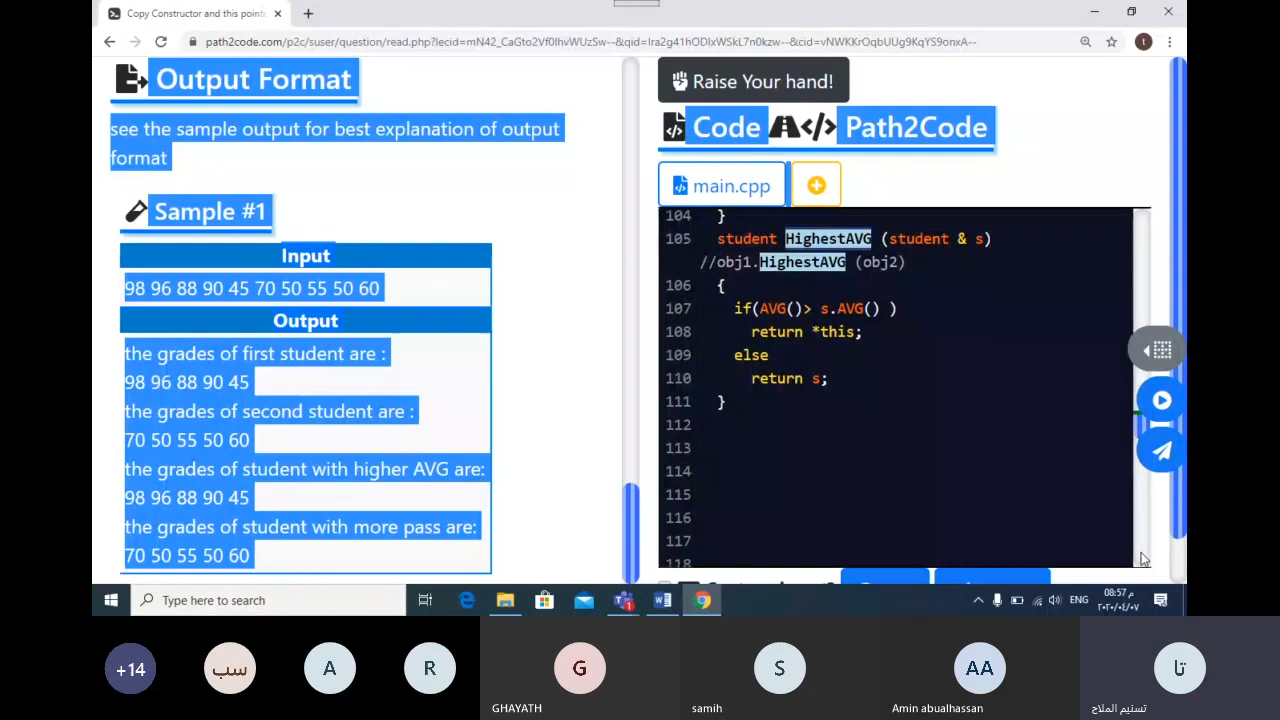 Copy Constructor and this point
path2code.com/p2c/suser/question/read.php?lecid=mN42_CaGto2Vf0lhvWUzSw--&qid=Ira2g41hODlxWSkL7n0kzw--&cid=vNWKKrOqbUUg9KqYS9onxA--
t
Output Format
see the sample output for best explanation of output
format
Sample #1
Input
98 96 88 90 45 70 50 55 50 60
Output
the grades of first student are :
98 96 88 90 45
the grades of second student are :
70 50 55 50 60
the grades of student with higher AVG are:
98 96 88 90 45
the grades of student with more pass are:
70 50 55 50 60
Raise Your hand!
Code Path2Code
main.cpp
104 }
105 student HighestAVG (student & s)
//obj1.HighestAVG (obj2)
106 {
107 if(AVG()> s.AVG() )
108 return *this;
109 else
110 return s;
111 }
112
113
114
115
116
117
118
Type here to search
ENG
08:57 م
٢٠٢٠/٠٤/٠٧
+14
سب
A
R
G
GHAYATH
S
samih
AA
Amin abualhassan
تا
تسنيم الملاح